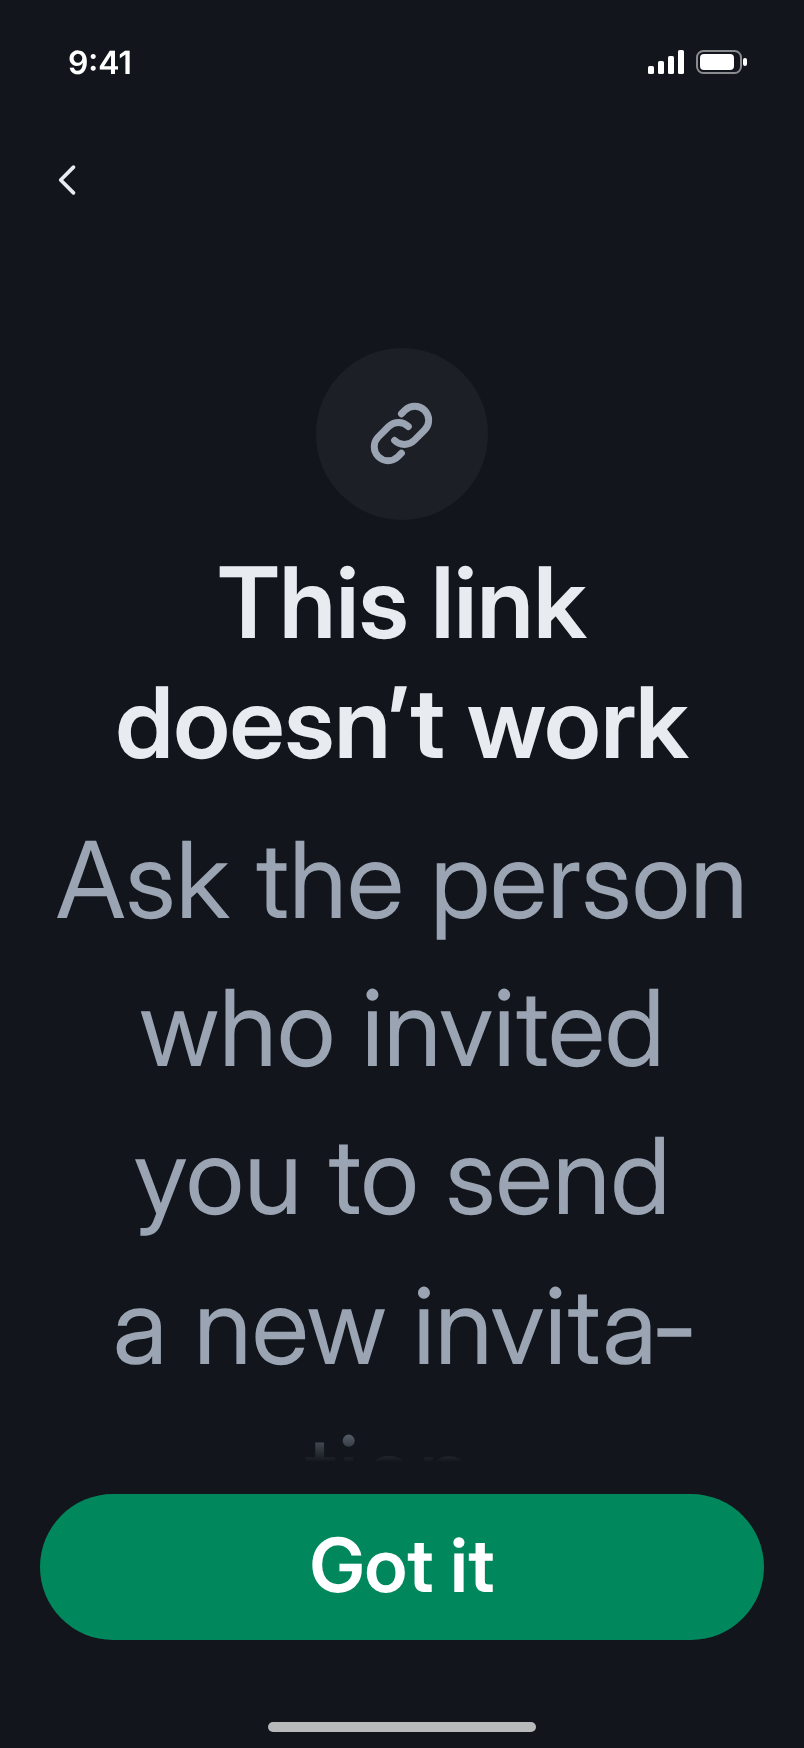 9:41
This link
doesn’t work
Ask the person
who invited
you to send
a new invita-
Got it